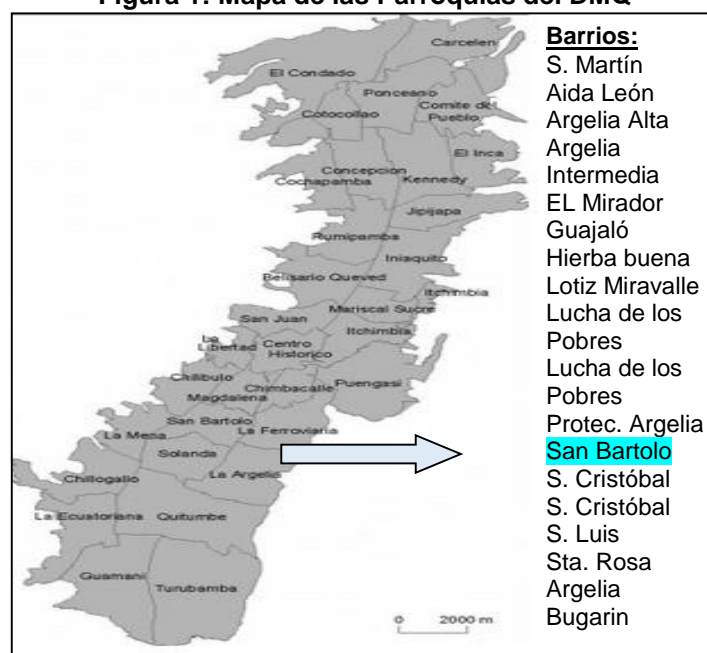 Figura 1: Mapa de las Parroquias del DMQ
Carcelen
El Condado
Ponceano
Cotocollao
Comite del
Pueblo
El Inca
Concepción
Cochapamba
Kennedy
Jipijapa
Rumipamba
Iniaquito
Belisario Queved
Itchimbia
Mariscal Sucre
San Juan
Itchimbia
La
Libertad
Centro
Historico
Chilibulo
Chimbacalle
Puengasi
Magdalena
San Bartolo
La Ferroviaria
La Mena
Solanda
La Argelia
Chillogallo
La Ecuatoriana
Quitumbe
Guamani
Turubamba
0 2000 m
Barrios:
S. Martín
Aida León
Argelia Alta
Argelia
Intermedia
EL Mirador
Guajaló
Hierba buena
Lotiz Miravalle
Lucha de los
Pobres
Lucha de los
Pobres
Protec. Argelia
San Bartolo
S. Cristóbal
S. Cristóbal
S. Luis
Sta. Rosa
Argelia
Bugarin